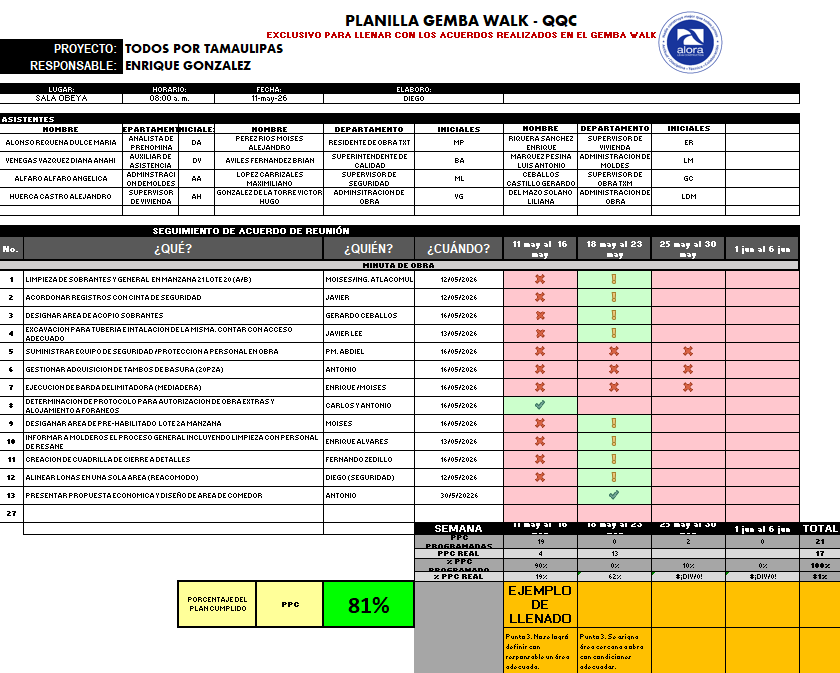 PLANILLA GEMBA WALK - QQC
EXCLUSIVO PARA LLENAR CON LOS ACUERDOS REALIZADOS EN EL GEMBA WALK
alora
PROYECTO: TODOS POR TAMAULIPAS
RESPONSABLE: ENRIQUE GONZALEZ
LUGAR: HORARIO: FECHA: ELABORO:
SALA OBEYA 08:00 a. m. 11-may-26 DIEGO
ASISTENTES
NOMBRE EPARTAMENT INICIALE: NOMBRE DEPARTAMENTO INICIALES NOMBRE DEPARTAMENTO INICIALES
ALONSO REQUENA DULCE MARIA ANALISTA DE PRENOMINA DA PEREZ RIOS MOISES ALEJANDRO RESIDENTE DE OBRA TXT MP RIQUERA SANCHEZ ENRIQUE SUPERVISOR DE VIVIENDA ER
VENEGAS VAZQUEZ DIANA ANAHI AUXILIAR DE ASISTENCIA DV AVILES FERNANDEZ BRIAN SUPERINTENDENTE DE CALIDAD BA MARQUEZ PESINA LUIS ANTONIO ADMINISTRACION DE MOLDES LM
ALFARO ALFARO ANGELICA ADMINSTRACI ON DE MOLDES AA LOPEZ CARRIZALES MAXIMILIANO SUPERVISOR DE SEGURIDAD ML CEBALLOS CASTILLO GERARDO SUPERVISOR DE OBRA TXM GC
HUERCA CASTRO ALEJANDRO SUPERVISOR DE VIVIENDA AH GONZALEZ DE LA TORRE VICTOR HUGO ADMINSITRACION DE OBRA VG DEL MAZO SOLANO LILIANA ADMINISTRACION DE OBRA LDM
SEGUIMIENTO DE ACUERDO DE REUNIÓN
No. ¿QUÉ? ¿QUIÉN? ¿CUÁNDO? 11 may al 16 may 18 may al 23 may 25 may al 30 may 1 jun al 6 jun
MINUTA DE OBRA
1 LIMPIEZA DE SOBRANTES Y GENERAL EN MANZANA 21 LOTE 20 (A/B) MOISES/ING. ATLACOMUL 12/05/2026
2 ACORDONAR REGISTROS CON CINTA DE SEGURIDAD JAVIER 12/05/2026
3 DESIGNAR AREA DE ACOPIO SOBRANTES GERARDO CEBALLOS 16/05/2026
4 EXCAVACION PARA TUBERIA E INTALACION DE LA MISMA. CONTAR CON ACCESO ADECUADO JAVIER LEE 13/05/2026
5 SUMINISTRAR EQUIPO DE SEGURIDAD/PROTECCION A PERSONAL EN OBRA PM. ABDIEL 16/05/2026
6 GESTIONAR ADQUISICION DE TAMBOS DE BASURA (20PZA) ANTONIO 16/05/2026
7 EJECUCION DE BARDA DELIMITADORA (MEDIADERA) ENRIQUE/MOISES 16/05/2026
8 DETERMINACION DE PROTOCOLO PARA AUTORIZACION DE OBRA EXTRAS Y ALOJAMIENTO A FORANEOS CARLOS Y ANTONIO 16/05/2026
9 DESIGANAR AREA DE PRE-HABILITADO LOTE 2A MANZANA MOISES 16/05/2026
10 INFORMAR A MOLDEROS EL PROCESO GENERAL INCLUYENDO LIMPIEZA CON PERSONAL DE RESANE ENRIQUE ALVARES 13/05/2026
11 CREACION DE CUADRILLA DE CIERRE A DETALLES FERNANDO ZEDILLO 16/05/2026
12 ALINEAR LONAS EN UNA SOLA AREA (REACOMODO) DIEGO (SEGURIDAD) 12/05/2026
13 PRESENTAR PROPUESTA ECONOMICA Y DISEÑO DE AREA DE COMEDOR ANTONIO 30/5/20226
27
SEMANA 11 may al 16 18 may al 23 25 may al 30 1 jun al 6 jun TOTAL
PPC PROGRAMADAS 19 0 2 0 21
PPC REAL 4 13 17
% PPC PROGRAMADO 90% 0% 10% 0% 100%
% PPC REAL 19% 62% #¡DIV/0! #¡DIV/0! 81%
PORCENTAJE DEL PLAN CUMPLIDO PPC 81%
EJEMPLO DE LLENADO
Punto 3. No se logró definir con responsable un área adecuada.
Punto 3. Se asigna área cercana a obra con condiciones adecuadas.